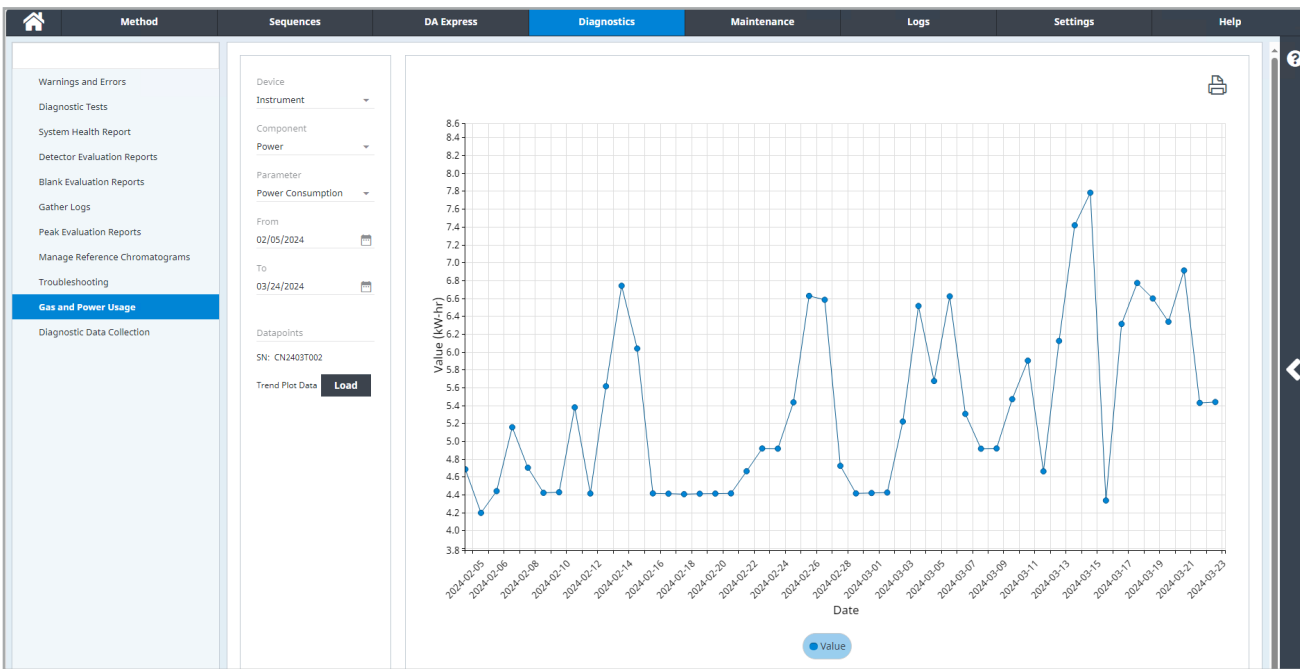 Method Sequences DA Express Diagnostics Maintenance Logs Settings Help
Warnings and Errors
Diagnostic Tests
System Health Report
Detector Evaluation Reports
Blank Evaluation Reports
Gather Logs
Peak Evaluation Reports
Manage Reference Chromatograms
Troubleshooting
Gas and Power Usage
Diagnostic Data Collection
Device
Instrument
Component
Power
Parameter
Power Consumption
From
02/05/2024
To
03/24/2024
Datapoints
SN: CN2403T002
Trend Plot Data Load
?
8.6
8.4
8.2
8.0
7.8
7.6
7.4
7.2
7.0
6.8
6.6
6.4
6.2
6.0
5.8
5.6
5.4
5.2
5.0
4.8
4.6
4.4
4.2
4.0
3.8
Value (kW-hr)
2024-02-05 2024-02-06 2024-02-08 2024-02-10 2024-02-12 2024-02-14 2024-02-16 2024-02-18 2024-02-20 2024-02-22 2024-02-24 2024-02-26 2024-02-28 2024-03-01 2024-03-03 2024-03-05 2024-03-07 2024-03-09 2024-03-11 2024-03-13 2024-03-15 2024-03-17 2024-03-19 2024-03-21 2024-03-23
Date
Value